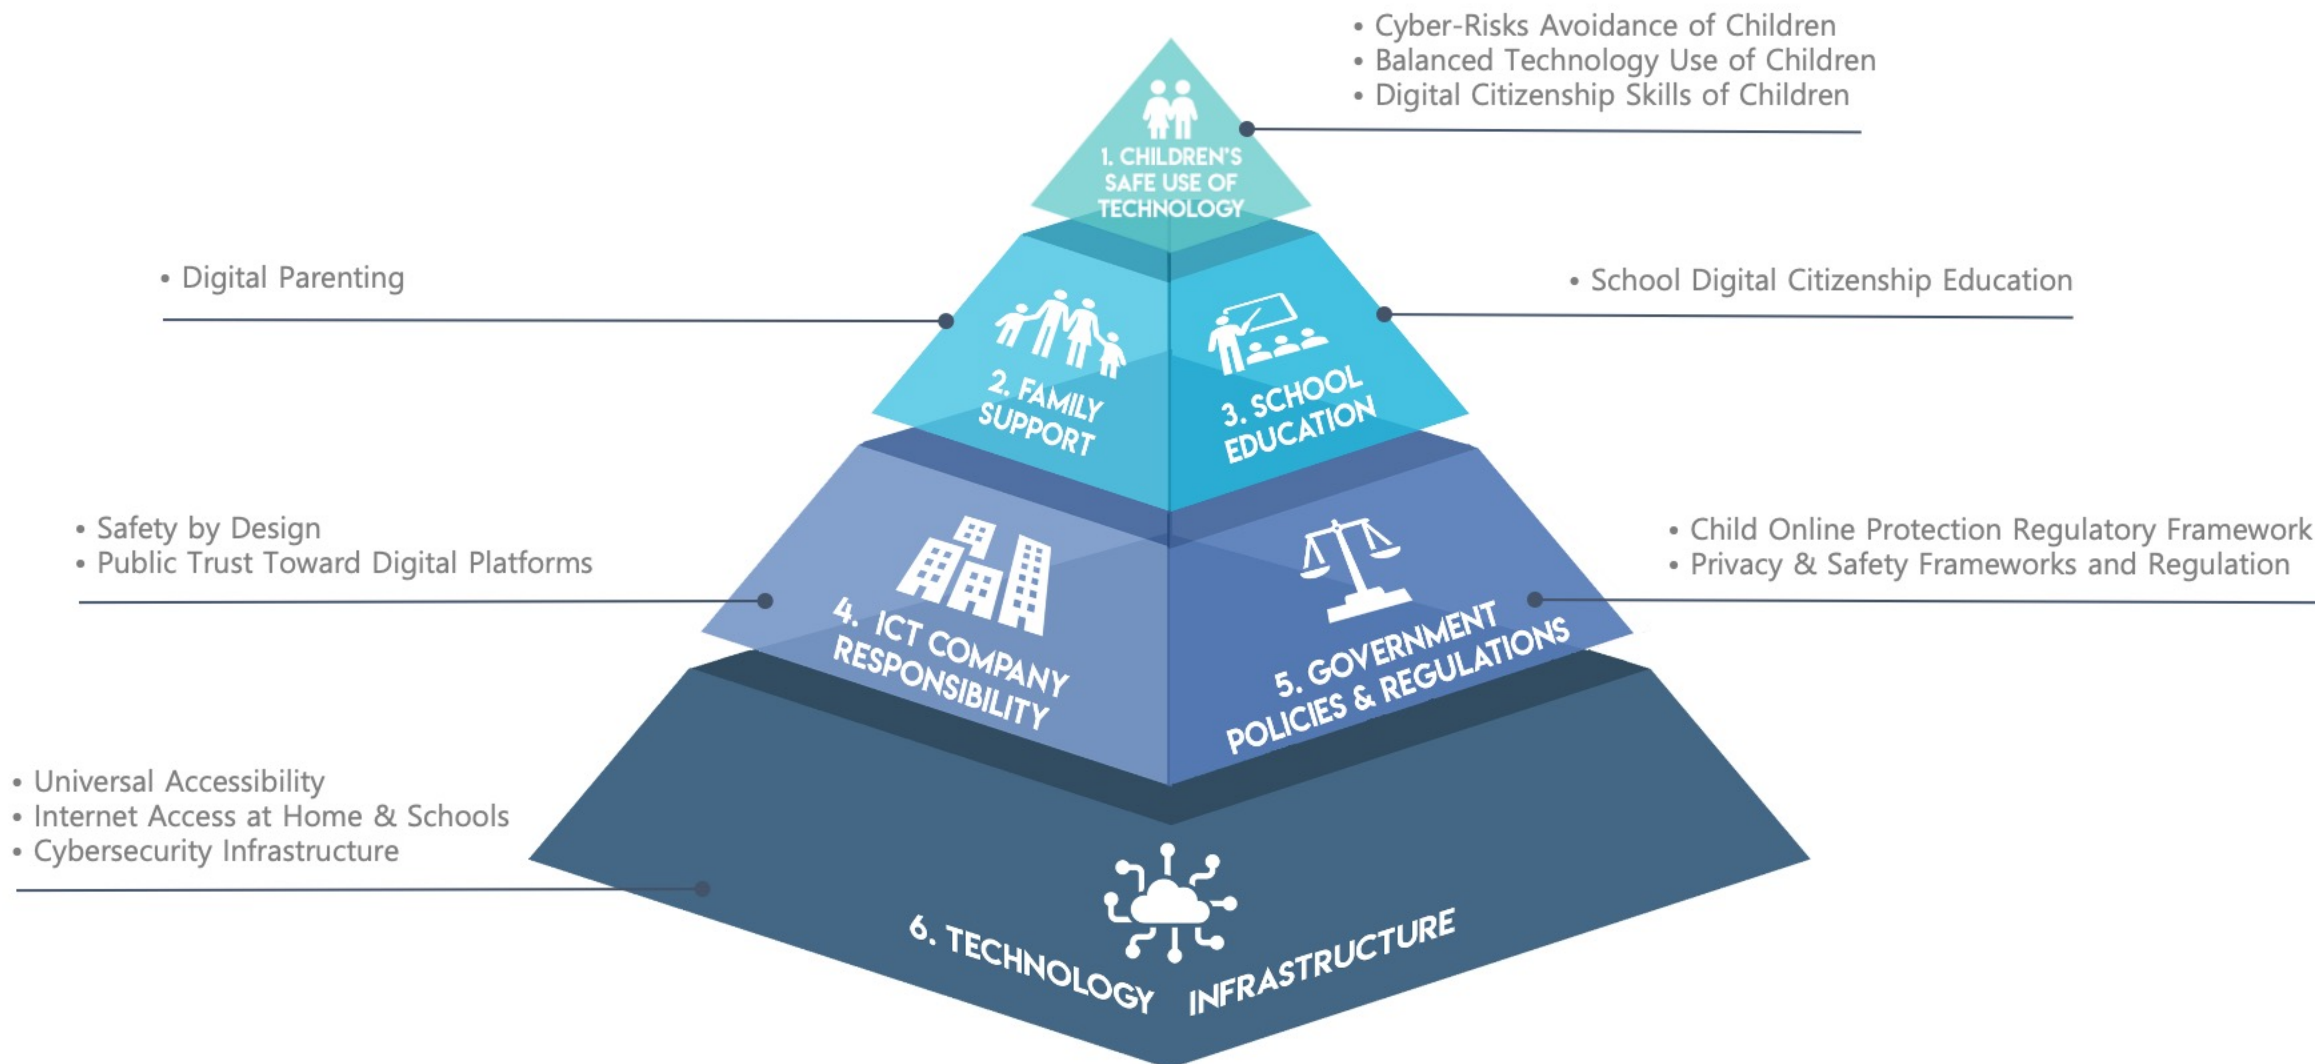 • Cyber-Risks Avoidance of Children
• Balanced Technology Use of Children
• Digital Citizenship Skills of Children
1. CHILDREN'S
SAFE USE OF
TECHNOLOGY
• Digital Parenting
• School Digital Citizenship Education
2. FAMILY
SUPPORT
3. SCHOOL
EDUCATION
• Safety by Design
• Public Trust Toward Digital Platforms
• Child Online Protection Regulatory Framework
• Privacy & Safety Frameworks and Regulation
4. ICT COMPANY
RESPONSIBILITY
5. GOVERNMENT
POLICIES & REGULATIONS
• Universal Accessibility
• Internet Access at Home & Schools
• Cybersecurity Infrastructure
6. TECHNOLOGY INFRASTRUCTURE